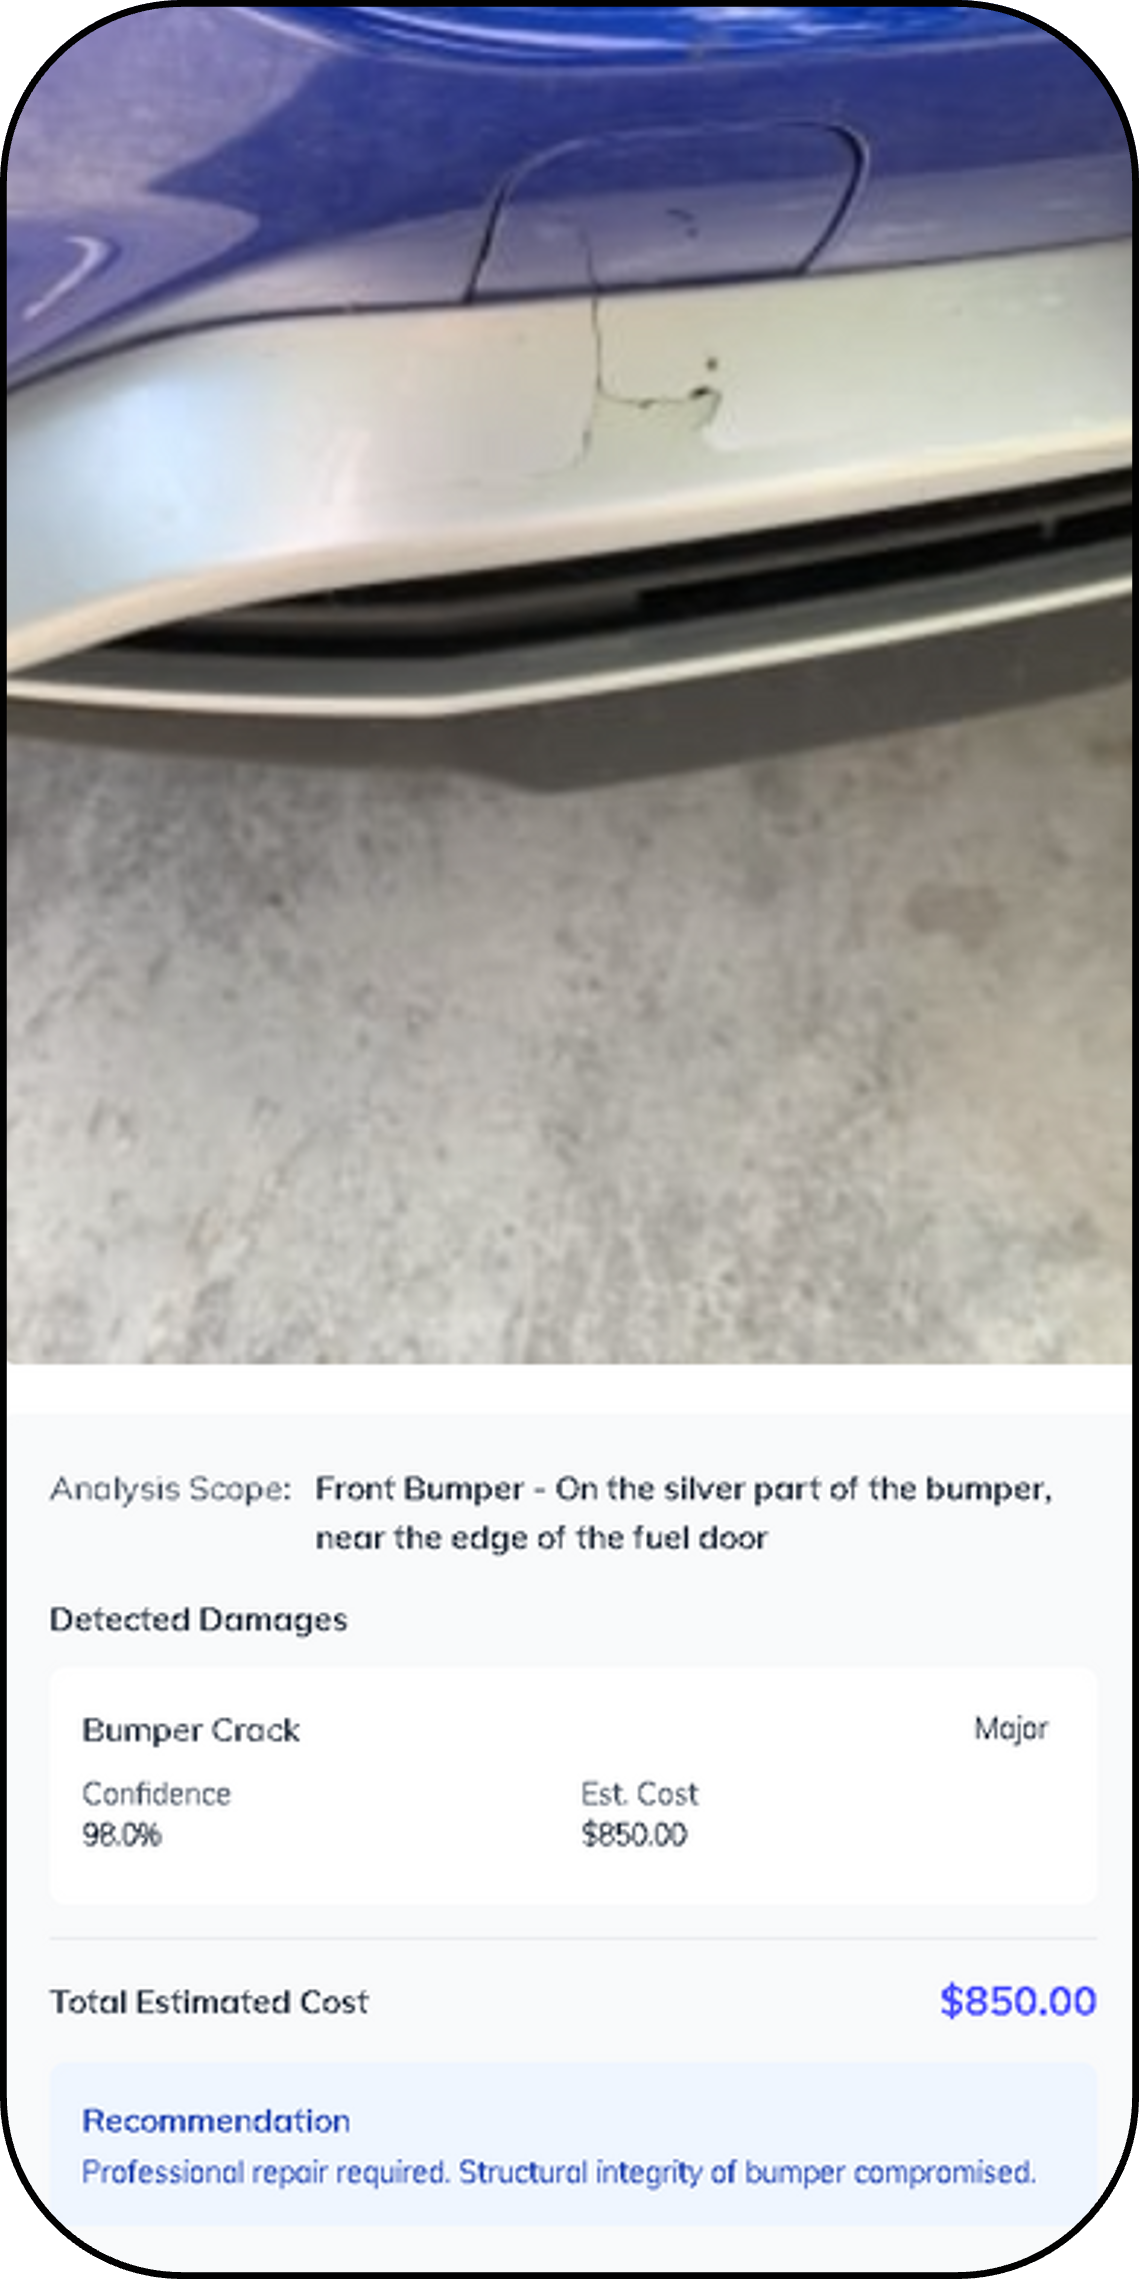 Analysis Scope: Front Bumper - On the silver part of the bumper,
near the edge of the fuel door
Detected Damages
Bumper Crack Major
Confidence Est. Cost
98.0% $850.00
Total Estimated Cost $850.00
Recommendation
Professional repair required. Structural integrity of bumper compromised.